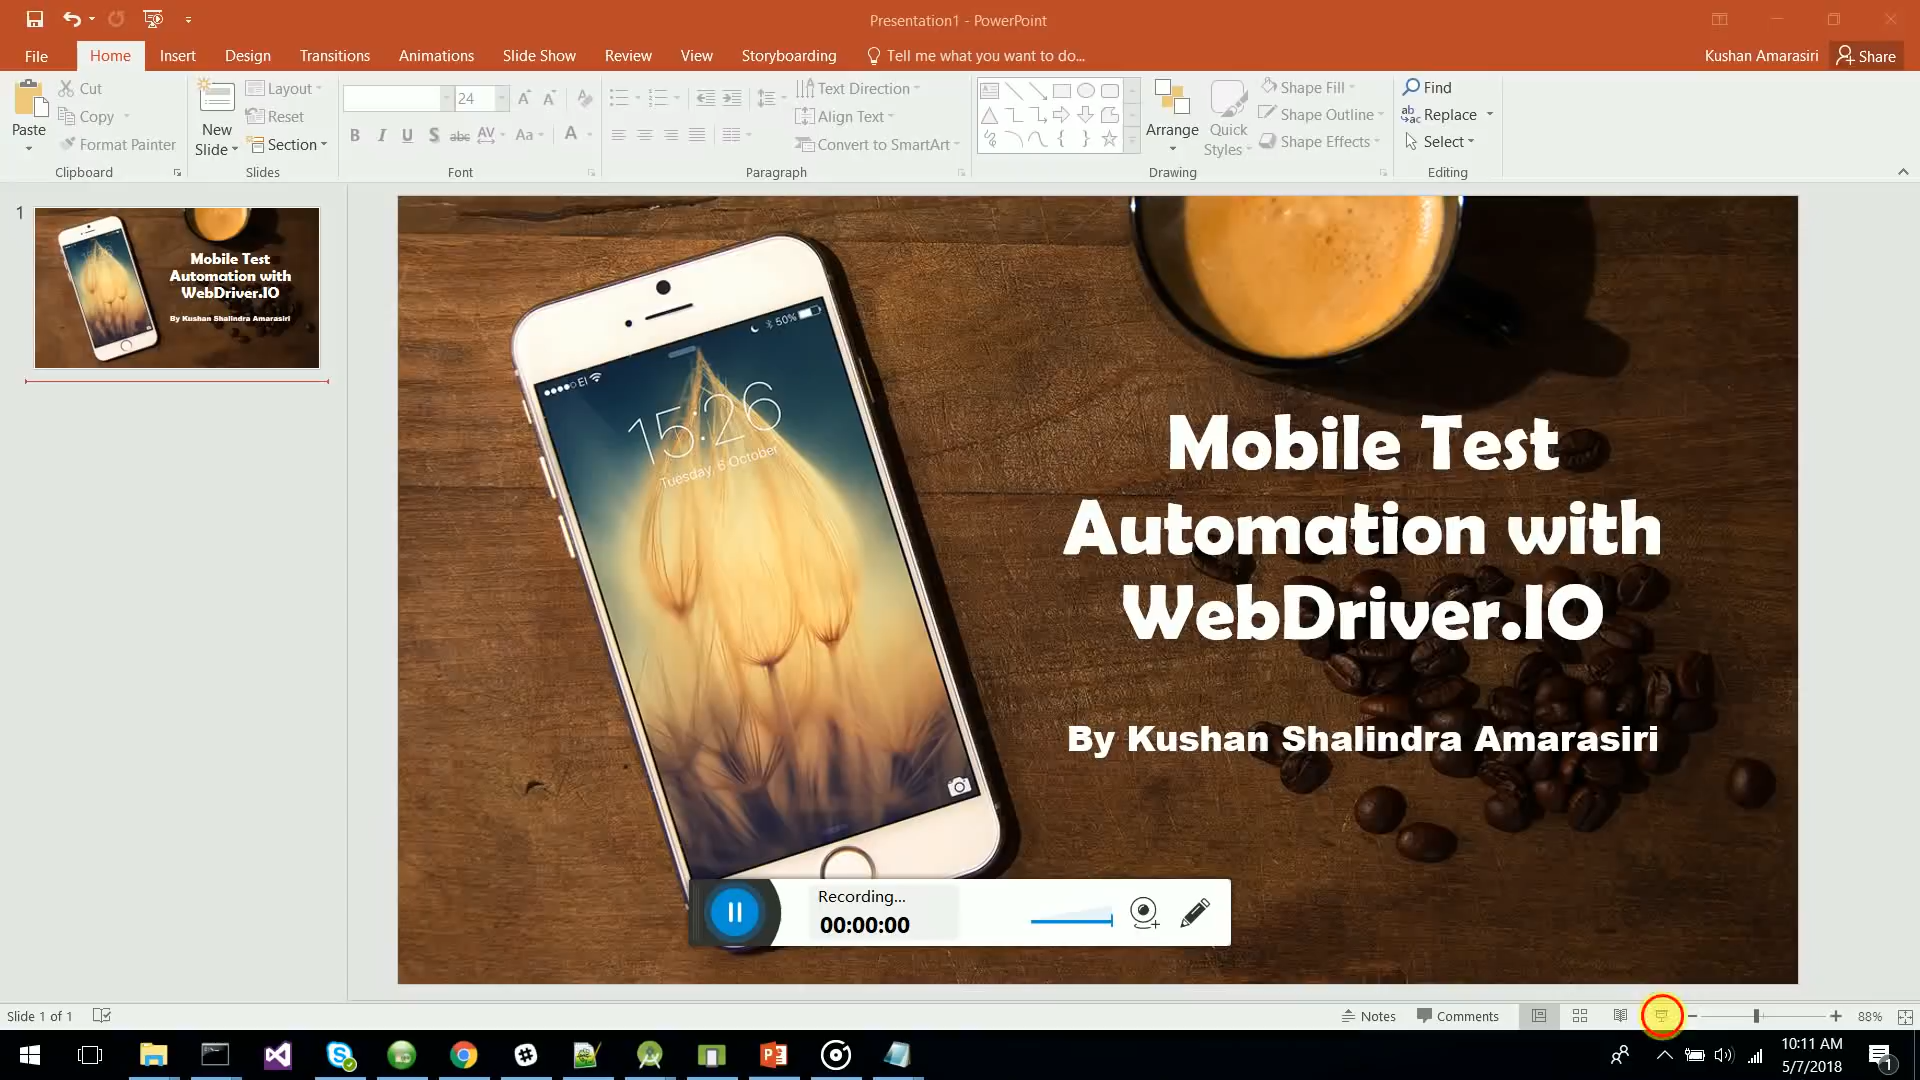 Presentation1 - PowerPoint
File Home Insert Design Transitions Animations Slide Show Review View Storyboarding Tell me what you want to do... Kushan Amarasiri Share
Paste
Cut
Copy
Format Painter
Clipboard
New
Slide
Layout
Reset
Section
Slides
24
B I U S abc AV Aa A
Font
Text Direction
Align Text
Convert to SmartArt
Paragraph
Arrange
Quick
Styles
Shape Fill
Shape Outline
Shape Effects
Drawing
Find
Replace
Select
Editing
1
Mobile Test
Automation with
WebDriver.IO
By Kushan Shalindra Amarasiri
50%
EI
15:26
Tuesday, 6 October
Mobile Test
Automation with
WebDriver.IO
By Kushan Shalindra Amarasiri
Recording...
00:00:00
Slide 1 of 1
Notes Comments 88%
10:11 AM
5/7/2018
1